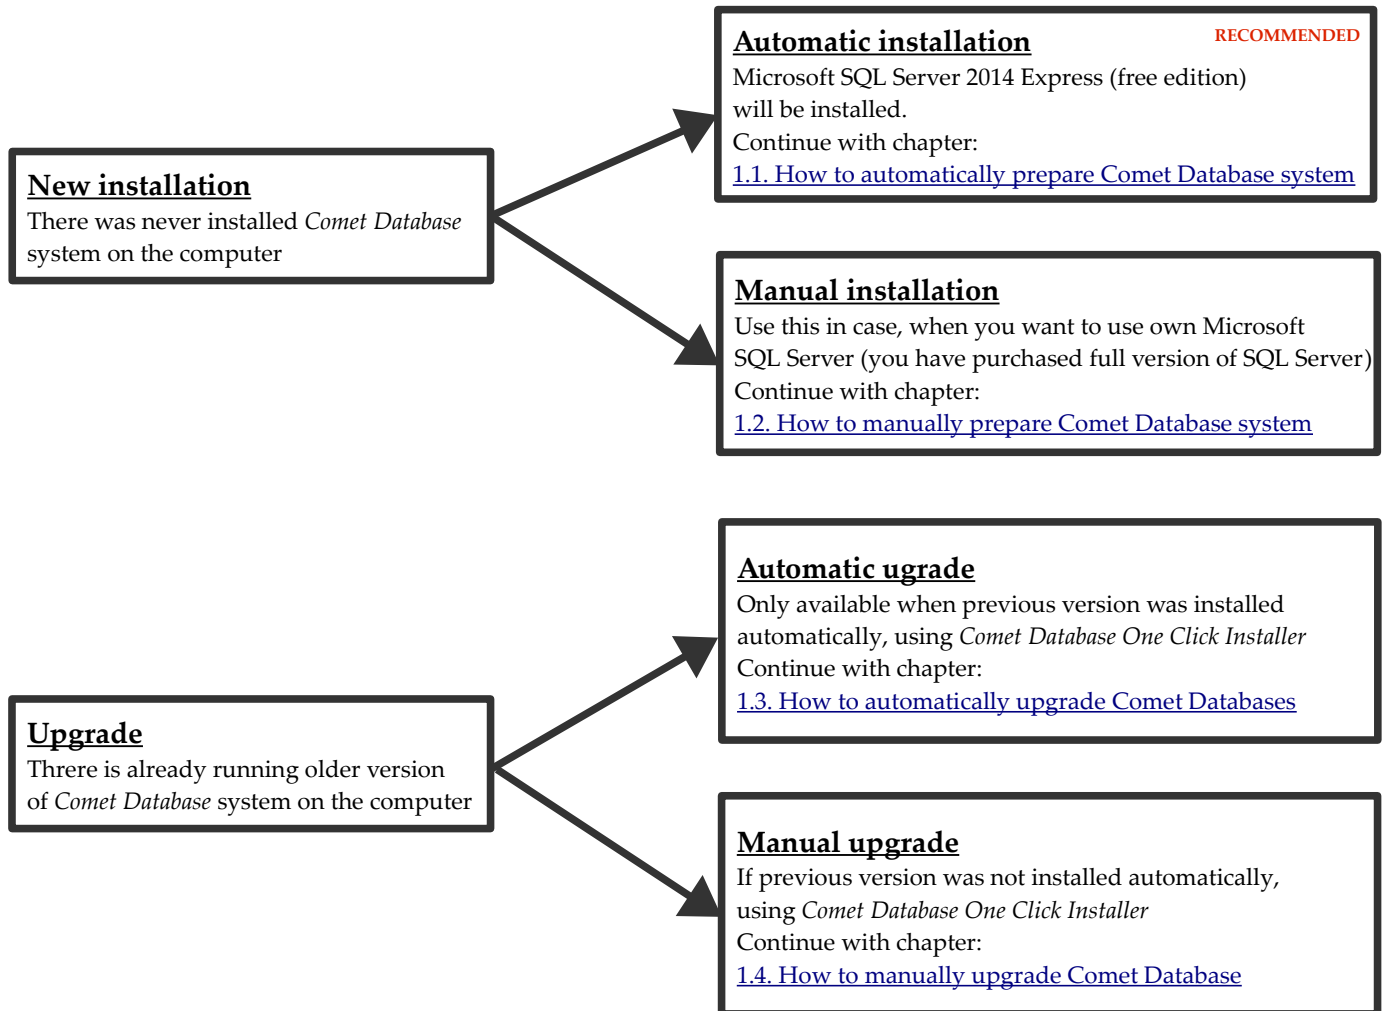 New installation
There was never installed Comet Database
system on the computer
Automatic installation
RECOMMENDED
Microsoft SQL Server 2014 Express (free edition)
will be installed.
Continue with chapter:
1.1. How to automatically prepare Comet Database system
Manual installation
Use this in case, when you want to use own Microsoft
SQL Server (you have purchased full version of SQL Server)
Continue with chapter:
1.2. How to manually prepare Comet Database system
Upgrade
Threre is already running older version
of Comet Database system on the computer
Automatic ugrade
Only available when previous version was installed
automatically, using Comet Database One Click Installer
Continue with chapter:
1.3. How to automatically upgrade Comet Databases
Manual upgrade
If previous version was not installed automatically,
using Comet Database One Click Installer
Continue with chapter:
1.4. How to manually upgrade Comet Database